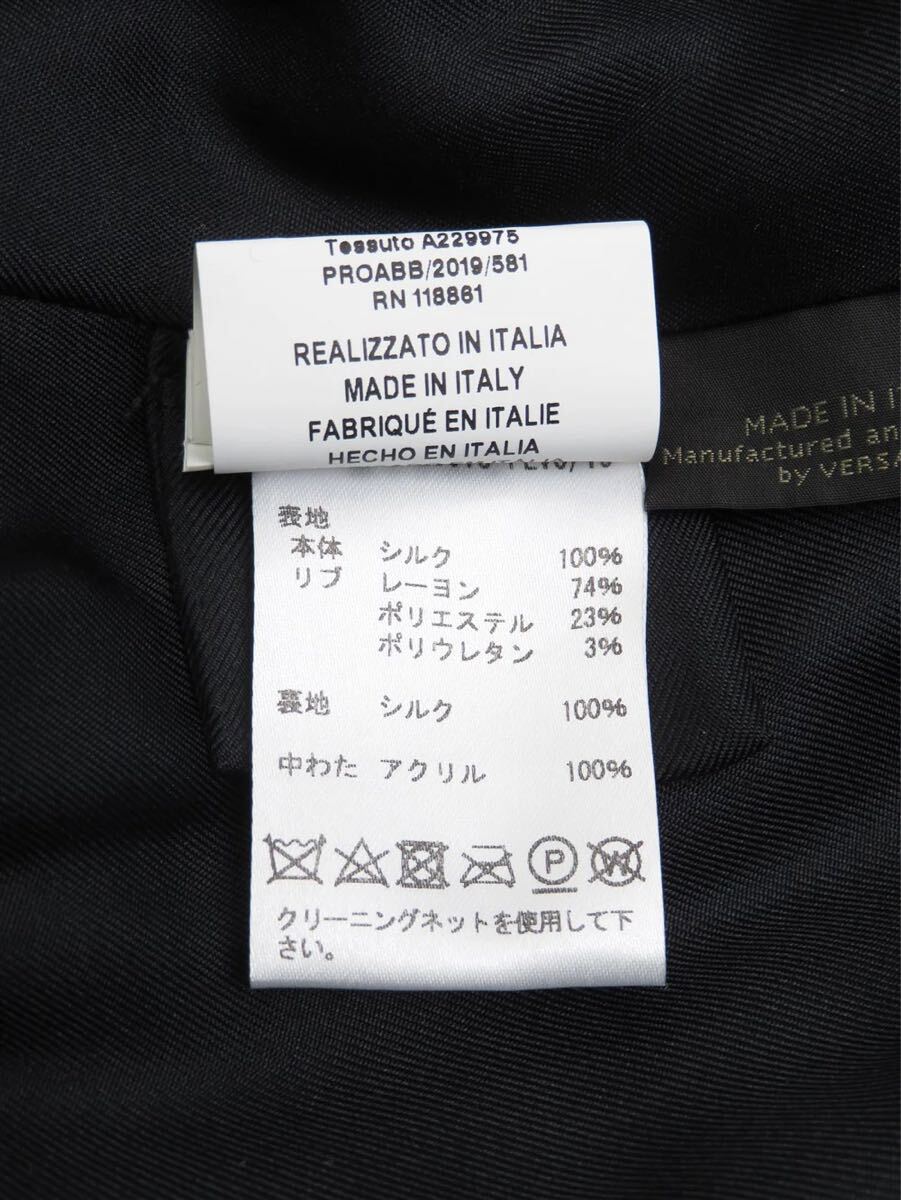 Tessuto A229975
PROABB/2019/581
RN 118861
REALIZZATO IN ITALIA
MADE IN ITALY
FABRIQUÉ EN ITALIE
HECHO EN ITALIA
MADE IN
Manufactured
by
表地
本体 シルク 100%
リブ レーヨン 74%
ポリエステル 23%
ポリウレタン 3%
裏地 シルク 100%
中わた アクリル 100%
P W
クリーニングネットを使用して下
さい。